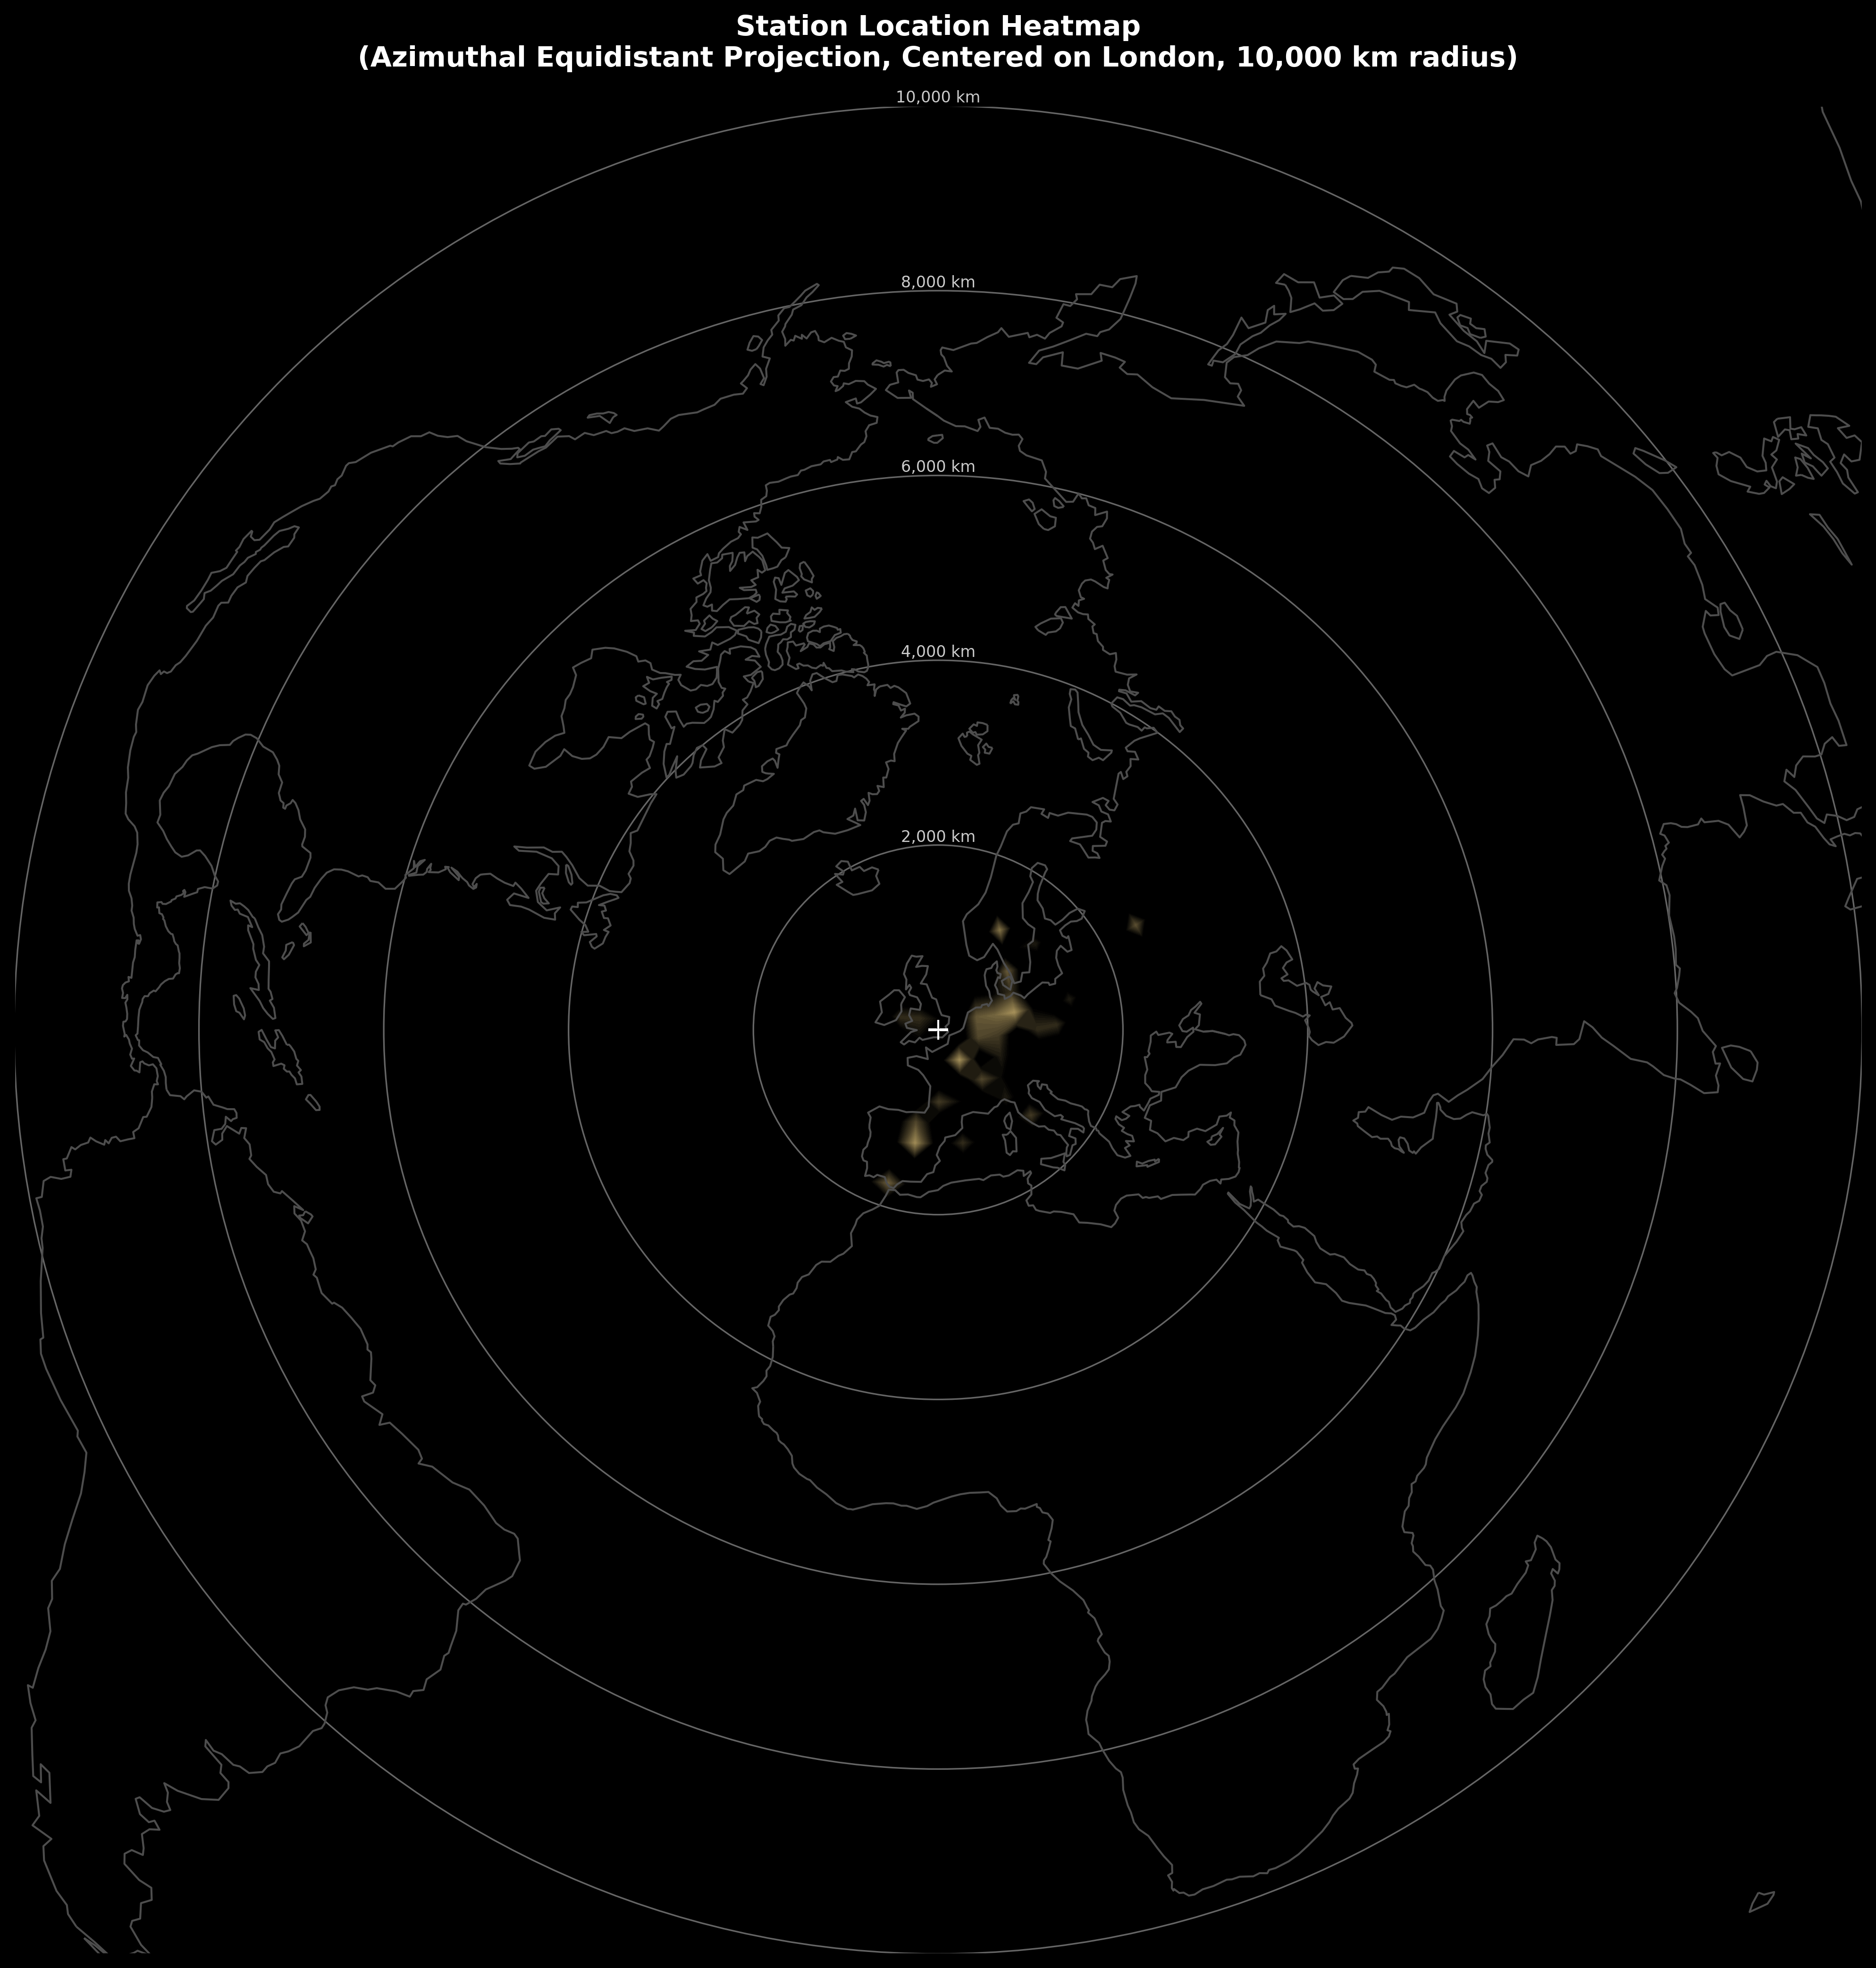 Station Location Heatmap
(Azimuthal Equidistant Projection, Centered on London, 10,000 km radius)
10,000 km
8,000 km
6,000 km
4,000 km
2,000 km